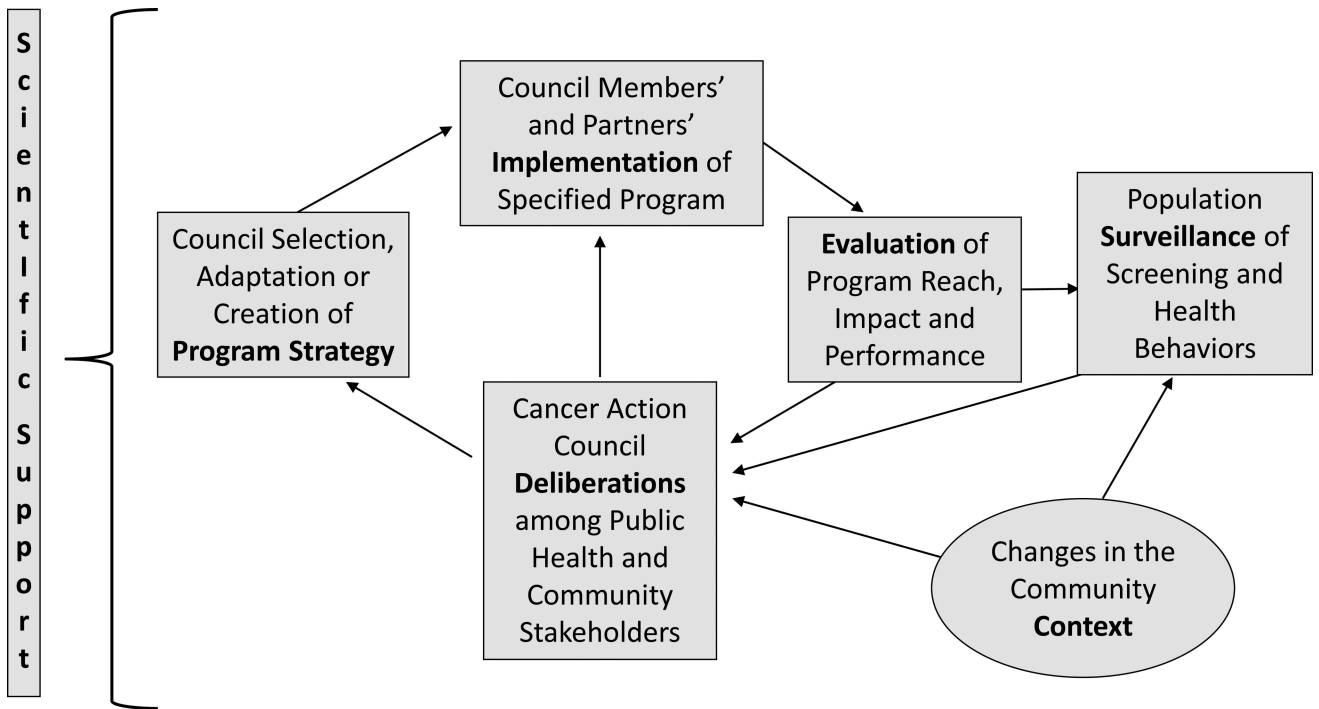 ScientIfic Support
Council Members’
and Partners’
Implementation of
Specified Program
Council Selection,
Adaptation or
Creation of
Program Strategy
Evaluation of
Program Reach,
Impact and
Performance
Population
Surveillance of
Screening and
Health
Behaviors
Cancer Action
Council
Deliberations
among Public
Health and
Community
Stakeholders
Changes in the
Community
Context